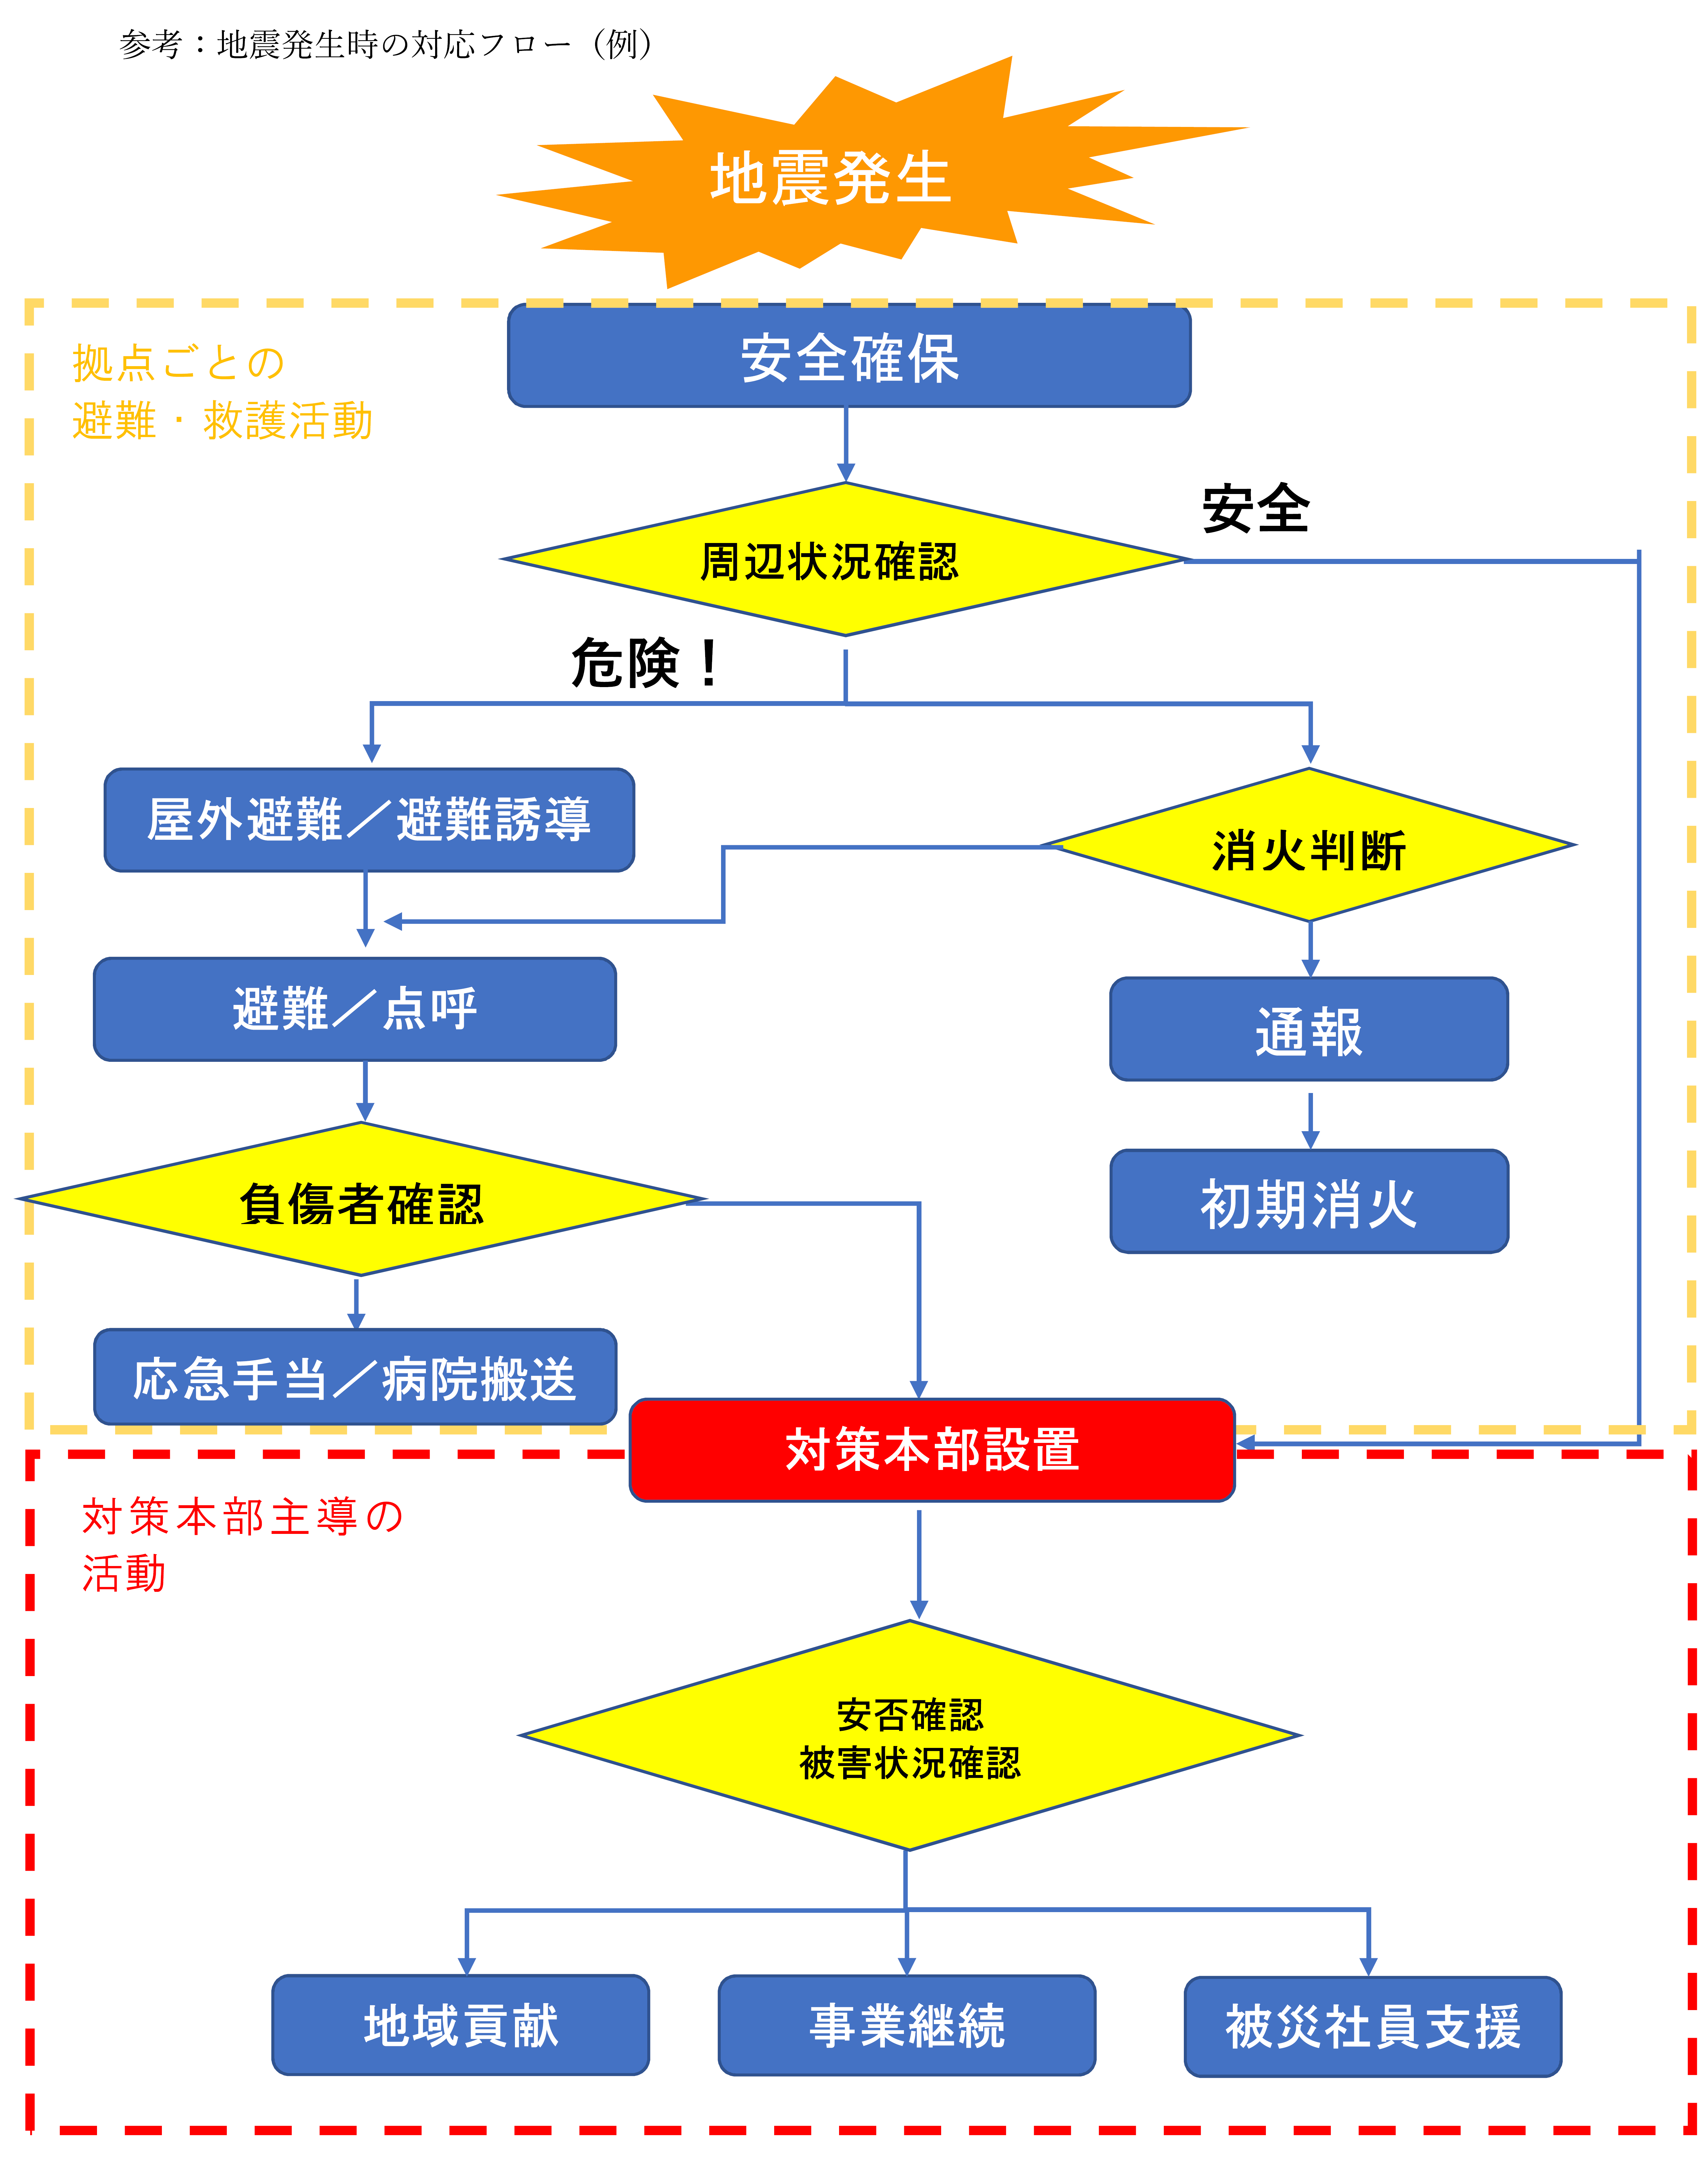 参考：地震発生時の対応フロー（例）
地震発生
安全確保
拠点ごとの
避難・救護活動
安全
周辺状況確認
危険！
屋外避難／避難誘導
消火判断
避難／点呼
通報
負傷者確認
初期消火
応急手当／病院搬送
対策本部設置
対策本部主導の
活動
安否確認
被害状況確認
地域貢献
事業継続
被災社員支援